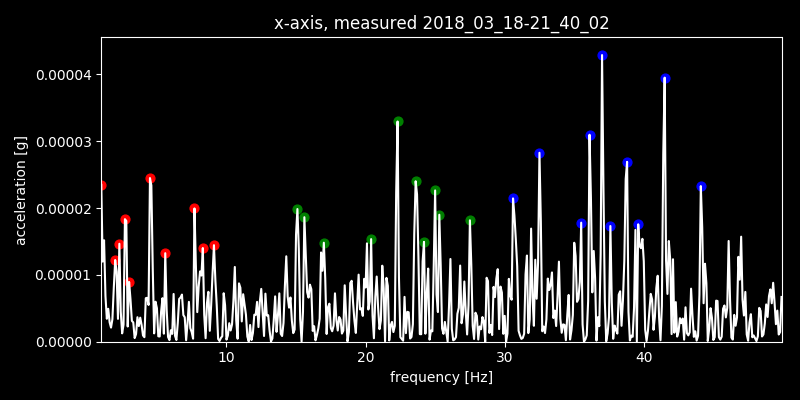 x-axis, measured 2018_03_18-21_40_02
0.00004
0.00003
0.00002
0.00001
0.00000
acceleration [g]
10 20 30 40
frequency [Hz]